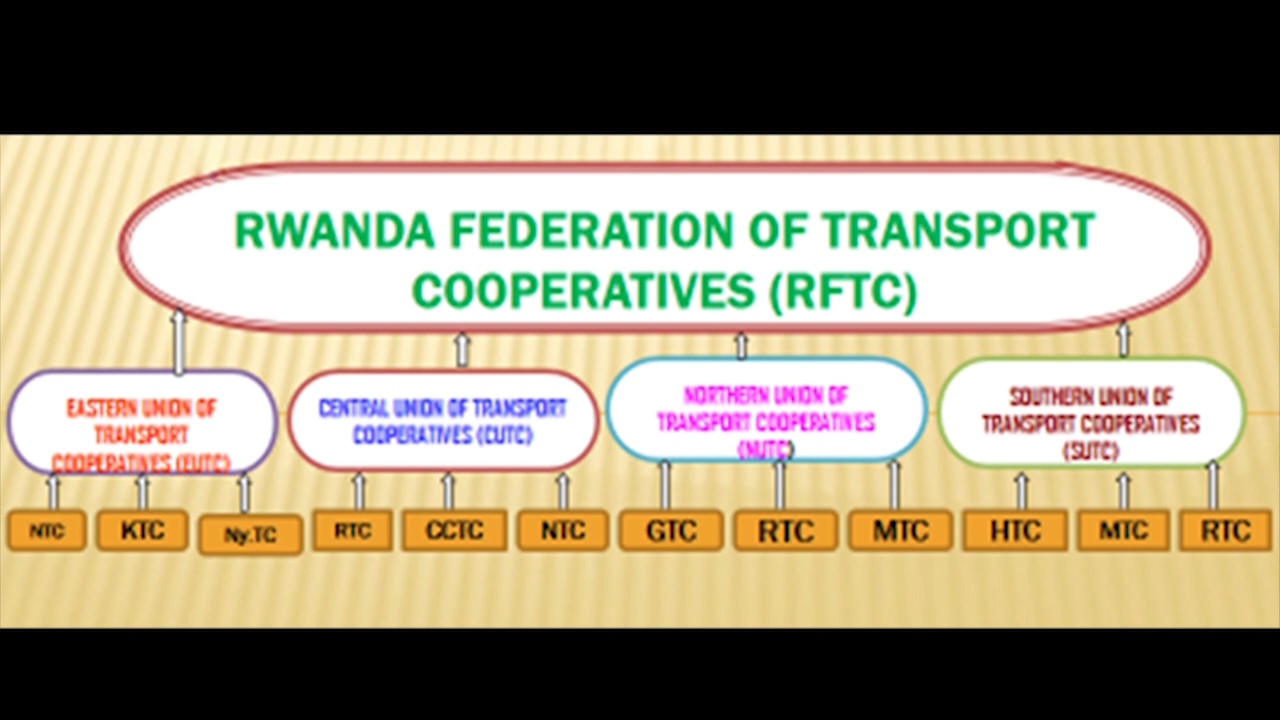 RWANDA FEDERATION OF TRANSPORT
COOPERATIVES (RFTC)
EASTERN UNION OF
TRANSPORT
COOPERATIVES (EUTC)
CENTRAL UNION OF TRANSPORT
COOPERATIVES (CUTC)
NORTHERN UNION OF
TRANSPORT COOPERATIVES
(NUTC)
SOUTHERN UNION OF
TRANSPORT COOPERATIVES
(SUTC)
NTC
KTC
Ny.TC
RTC
CCTC
NTC
GTC
RTC
MTC
HTC
MTC
RTC